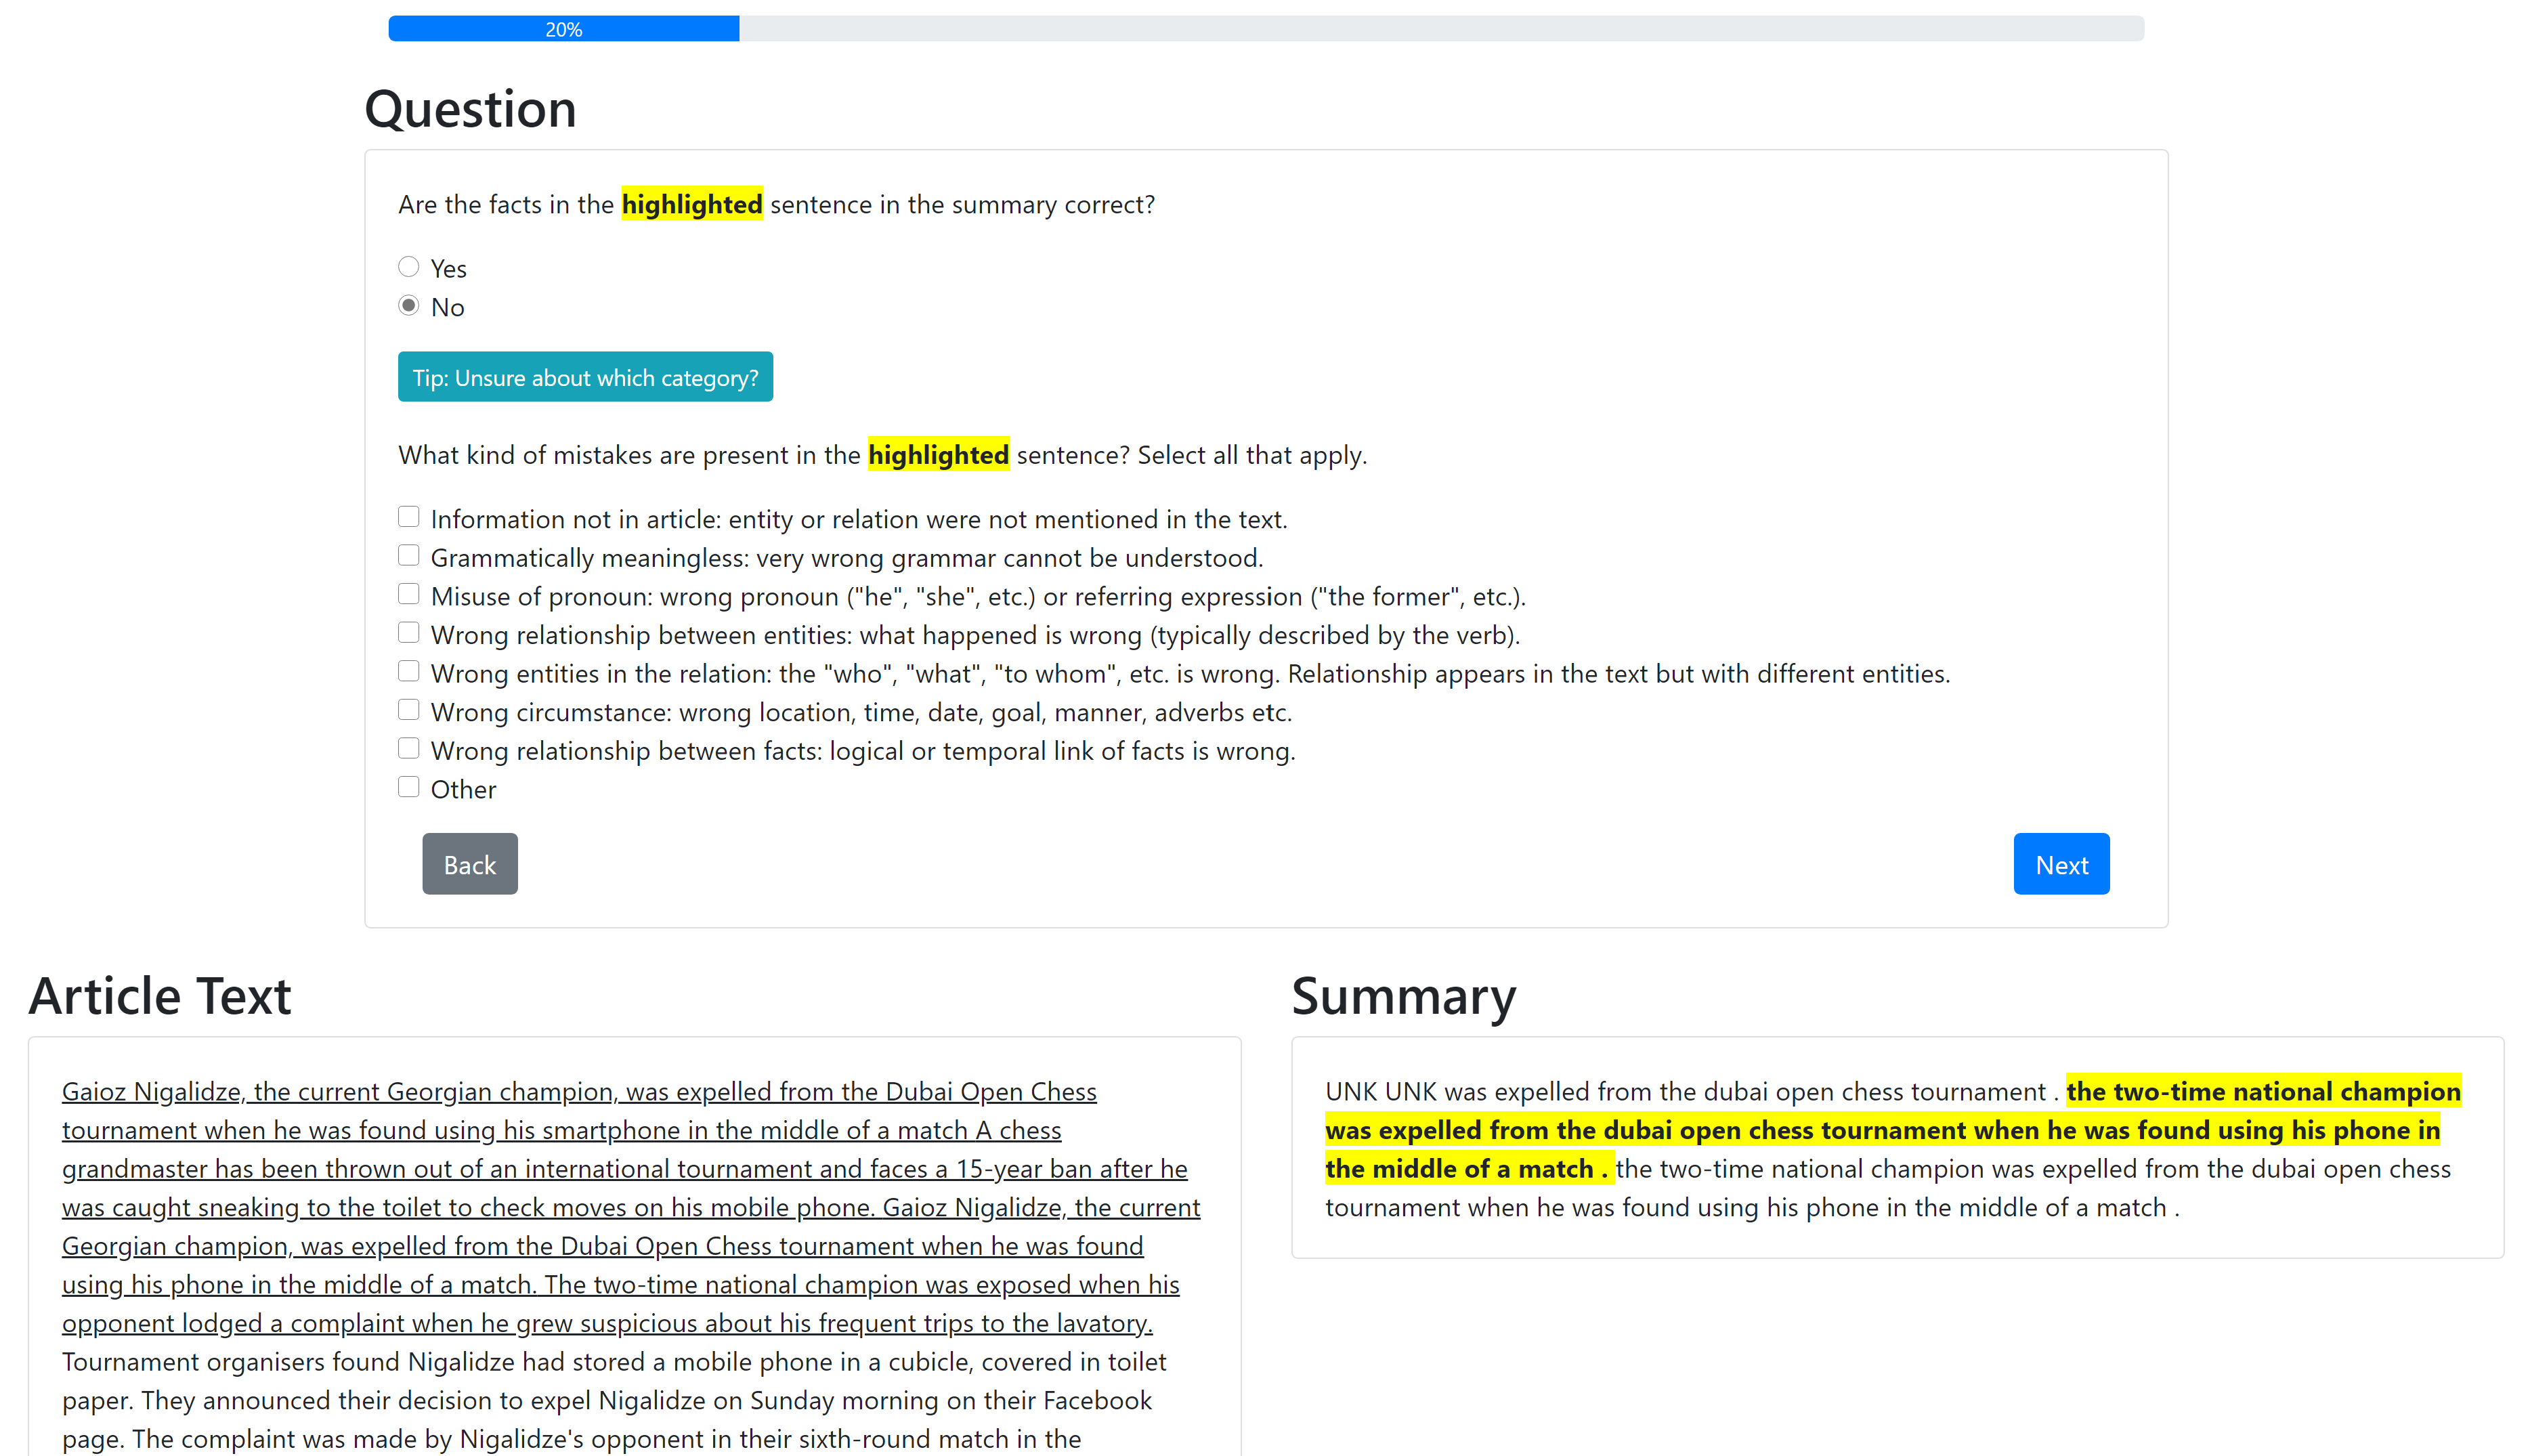 20%
Question
Are the facts in the highlighted sentence in the summary correct?
Yes
No
Tip: Unsure about which category?
What kind of mistakes are present in the highlighted sentence? Select all that apply.
Information not in article: entity or relation were not mentioned in the text.
Grammatically meaningless: very wrong grammar cannot be understood.
Misuse of pronoun: wrong pronoun ("he", "she", etc.) or referring expression ("the former", etc.).
Wrong relationship between entities: what happened is wrong (typically described by the verb).
Wrong entities in the relation: the "who", "what", "to whom", etc. is wrong. Relationship appears in the text but with different entities.
Wrong circumstance: wrong location, time, date, goal, manner, adverbs etc.
Wrong relationship between facts: logical or temporal link of facts is wrong.
Other
Back
Next
Article Text
Gaioz Nigalidze, the current Georgian champion, was expelled from the Dubai Open Chess
tournament when he was found using his smartphone in the middle of a match A chess
grandmaster has been thrown out of an international tournament and faces a 15-year ban after he
was caught sneaking to the toilet to check moves on his mobile phone. Gaioz Nigalidze, the current
Georgian champion, was expelled from the Dubai Open Chess tournament when he was found
using his phone in the middle of a match. The two-time national champion was exposed when his
opponent lodged a complaint when he grew suspicious about his frequent trips to the lavatory.
Tournament organisers found Nigalidze had stored a mobile phone in a cubicle, covered in toilet
paper. They announced their decision to expel Nigalidze on Sunday morning on their Facebook
page. The complaint was made by Nigalidze's opponent in their sixth-round match in the
Summary
UNK UNK was expelled from the dubai open chess tournament . the two-time national champion
was expelled from the dubai open chess tournament when he was found using his phone in
the middle of a match . the two-time national champion was expelled from the dubai open chess
tournament when he was found using his phone in the middle of a match .